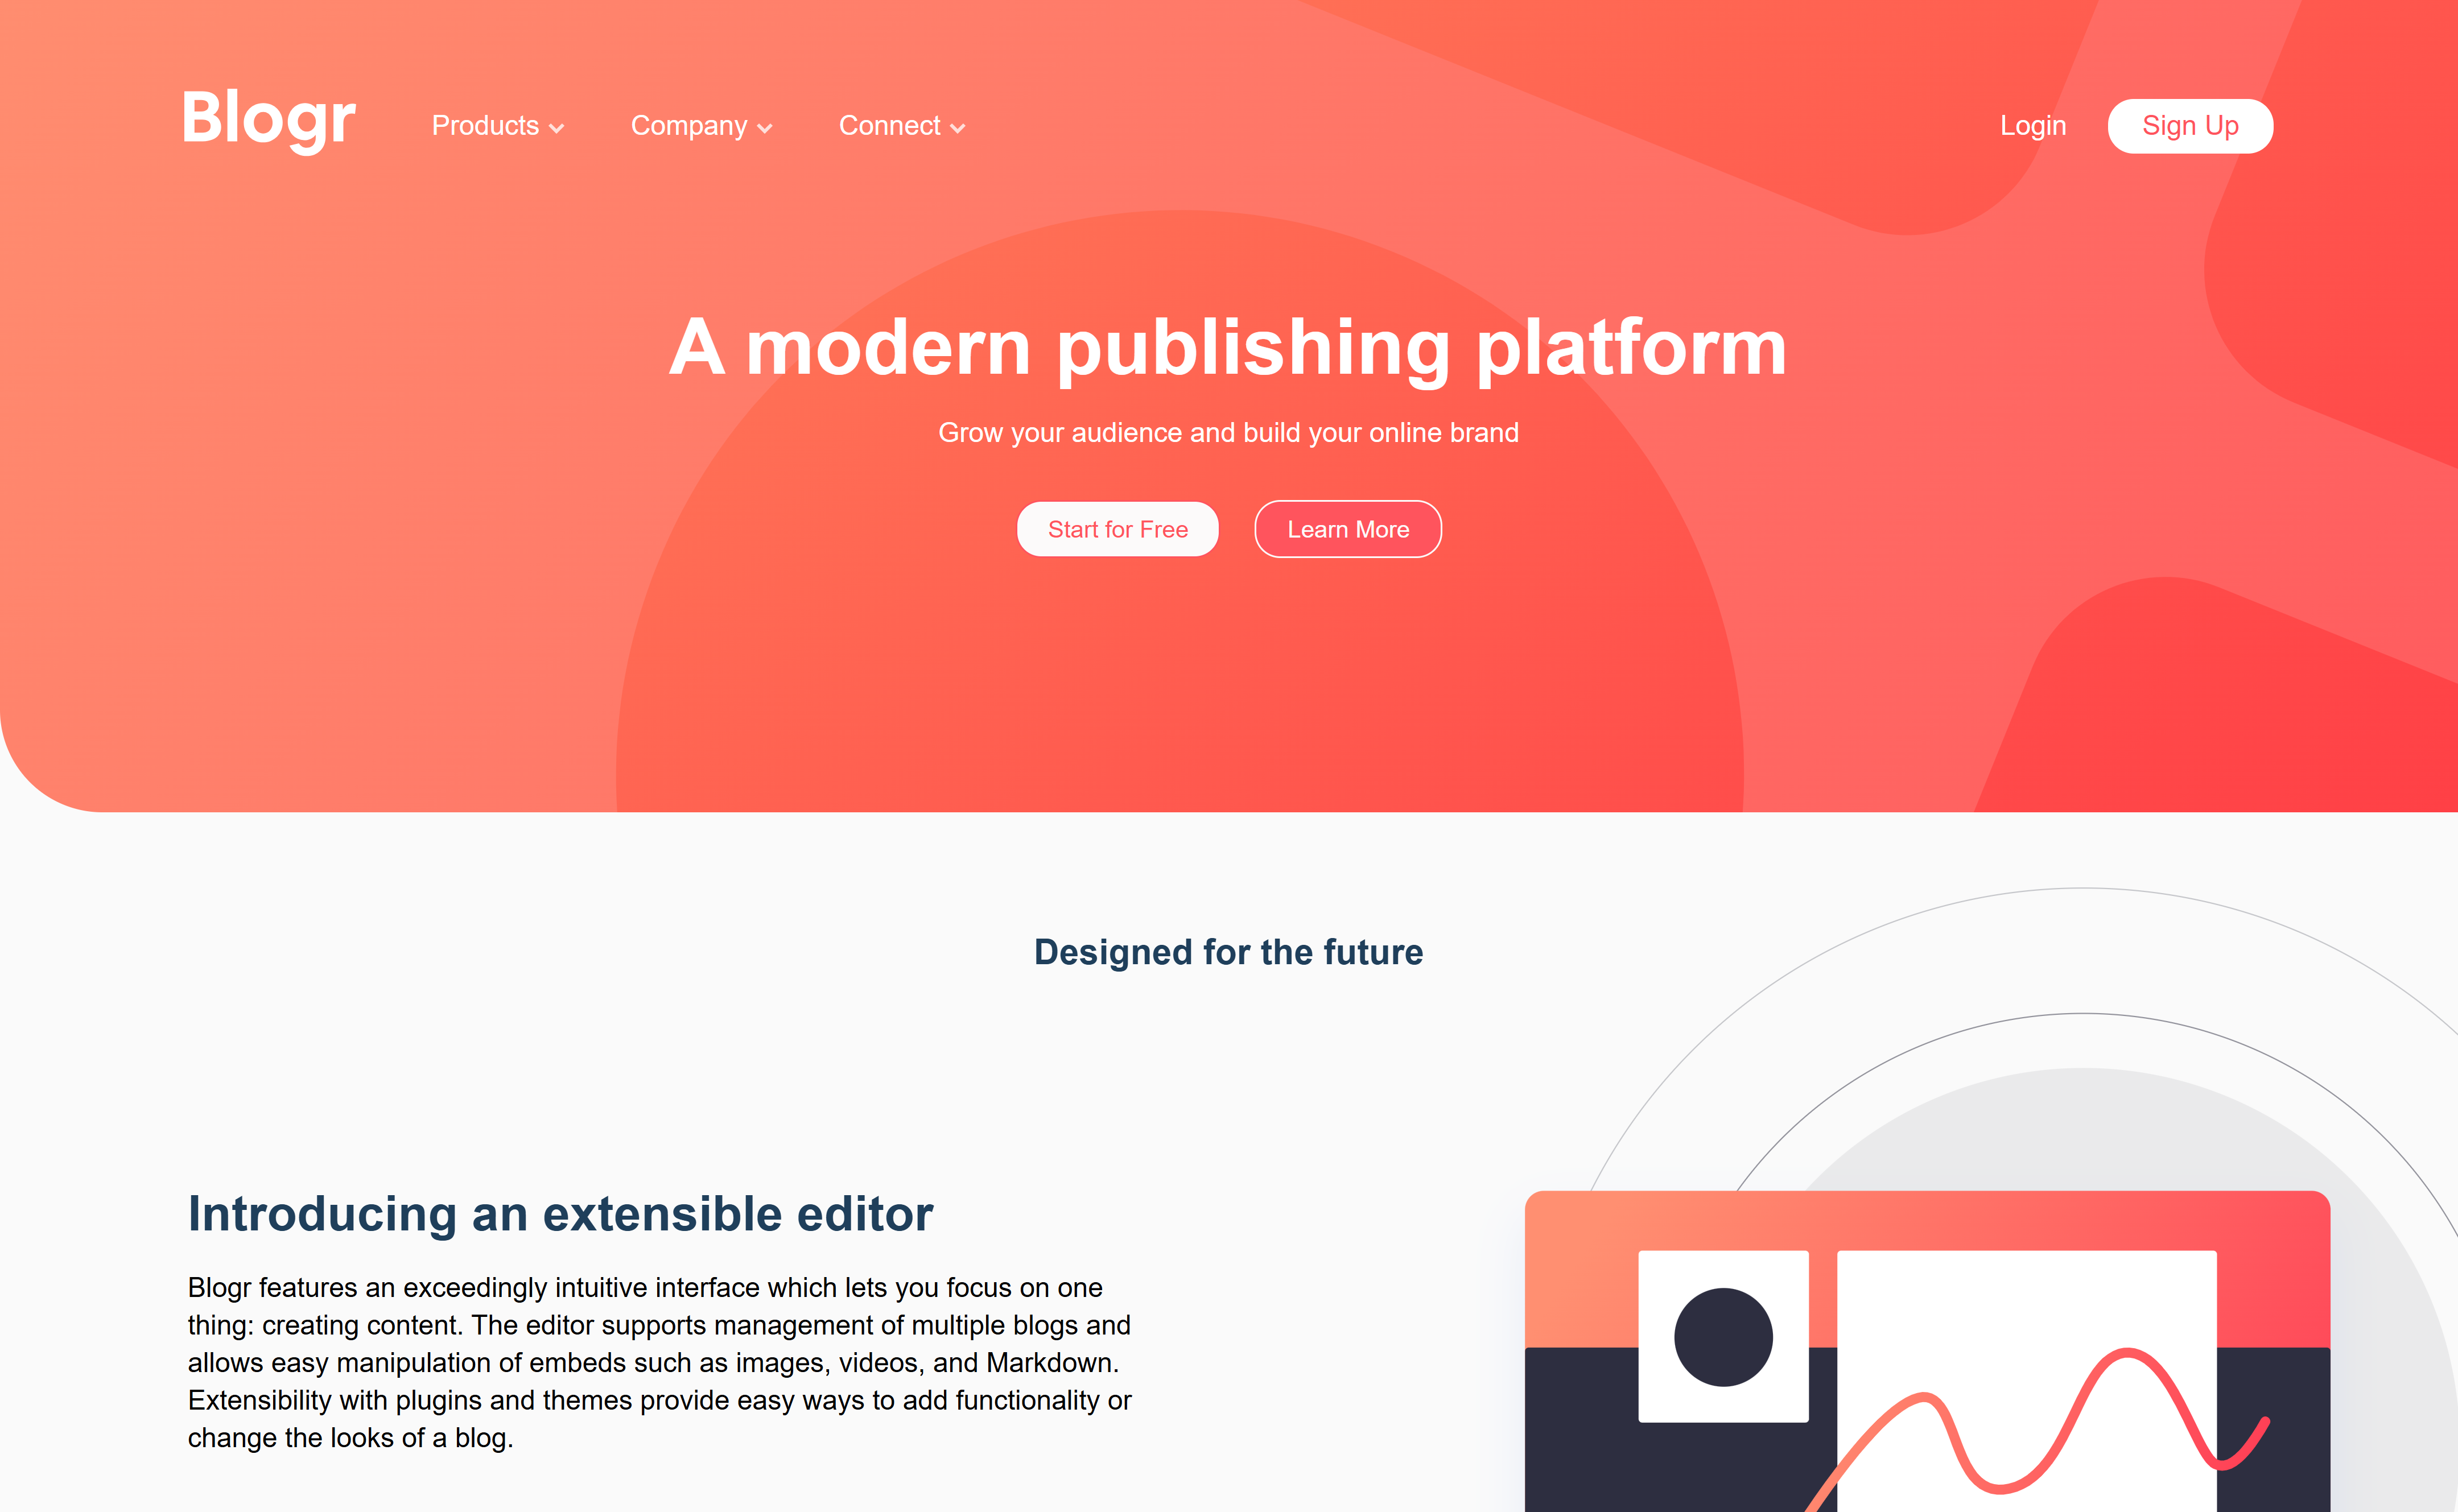 Blogr
Products
Company
Connect
Login
Sign Up
A modern publishing platform
Grow your audience and build your online brand
Start for Free
Learn More
Designed for the future
Introducing an extensible editor
Blogr features an exceedingly intuitive interface which lets you focus on one
thing: creating content. The editor supports management of multiple blogs and
allows easy manipulation of embeds such as images, videos, and Markdown.
Extensibility with plugins and themes provide easy ways to add functionality or
change the looks of a blog.